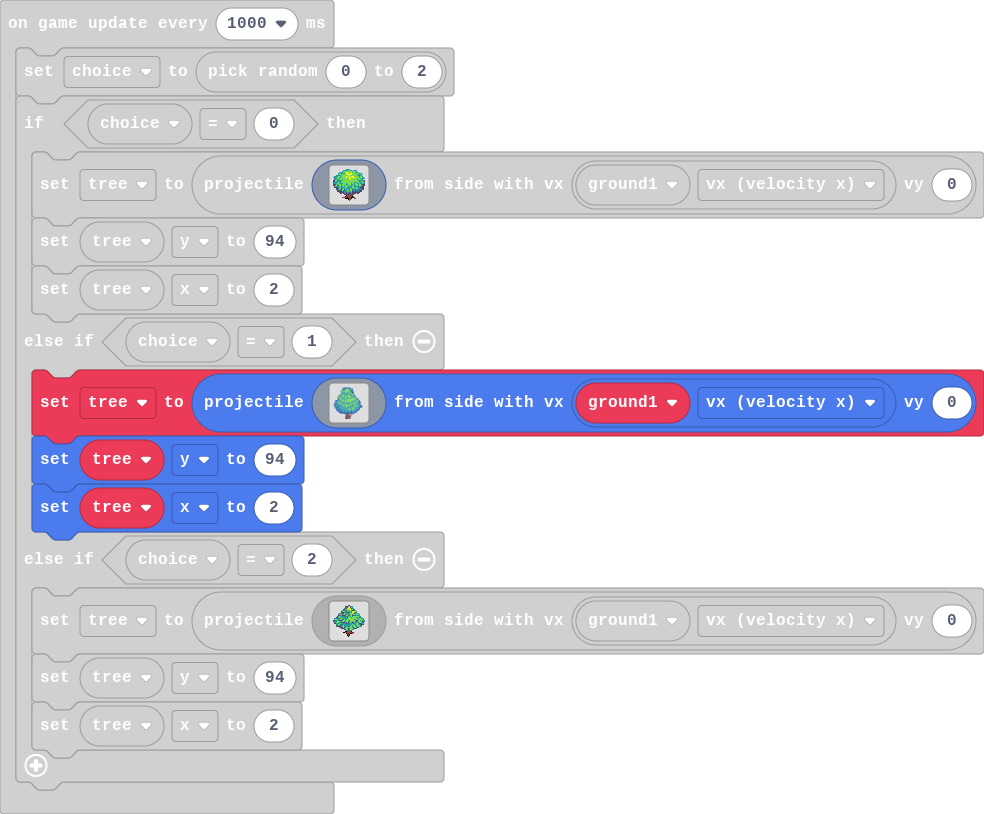 on game update every 1000 ms
set choice to pick random 0 to 2
if choice = 0 then
set tree to projectile from side with vx ground1 vx (velocity x) vy 0
set tree y to 94
set tree x to 2
else if choice = 1 then
set tree to projectile from side with vx ground1 vx (velocity x) vy 0
set tree y to 94
set tree x to 2
else if choice = 2 then
set tree to projectile from side with vx ground1 vx (velocity x) vy 0
set tree y to 94
set tree x to 2